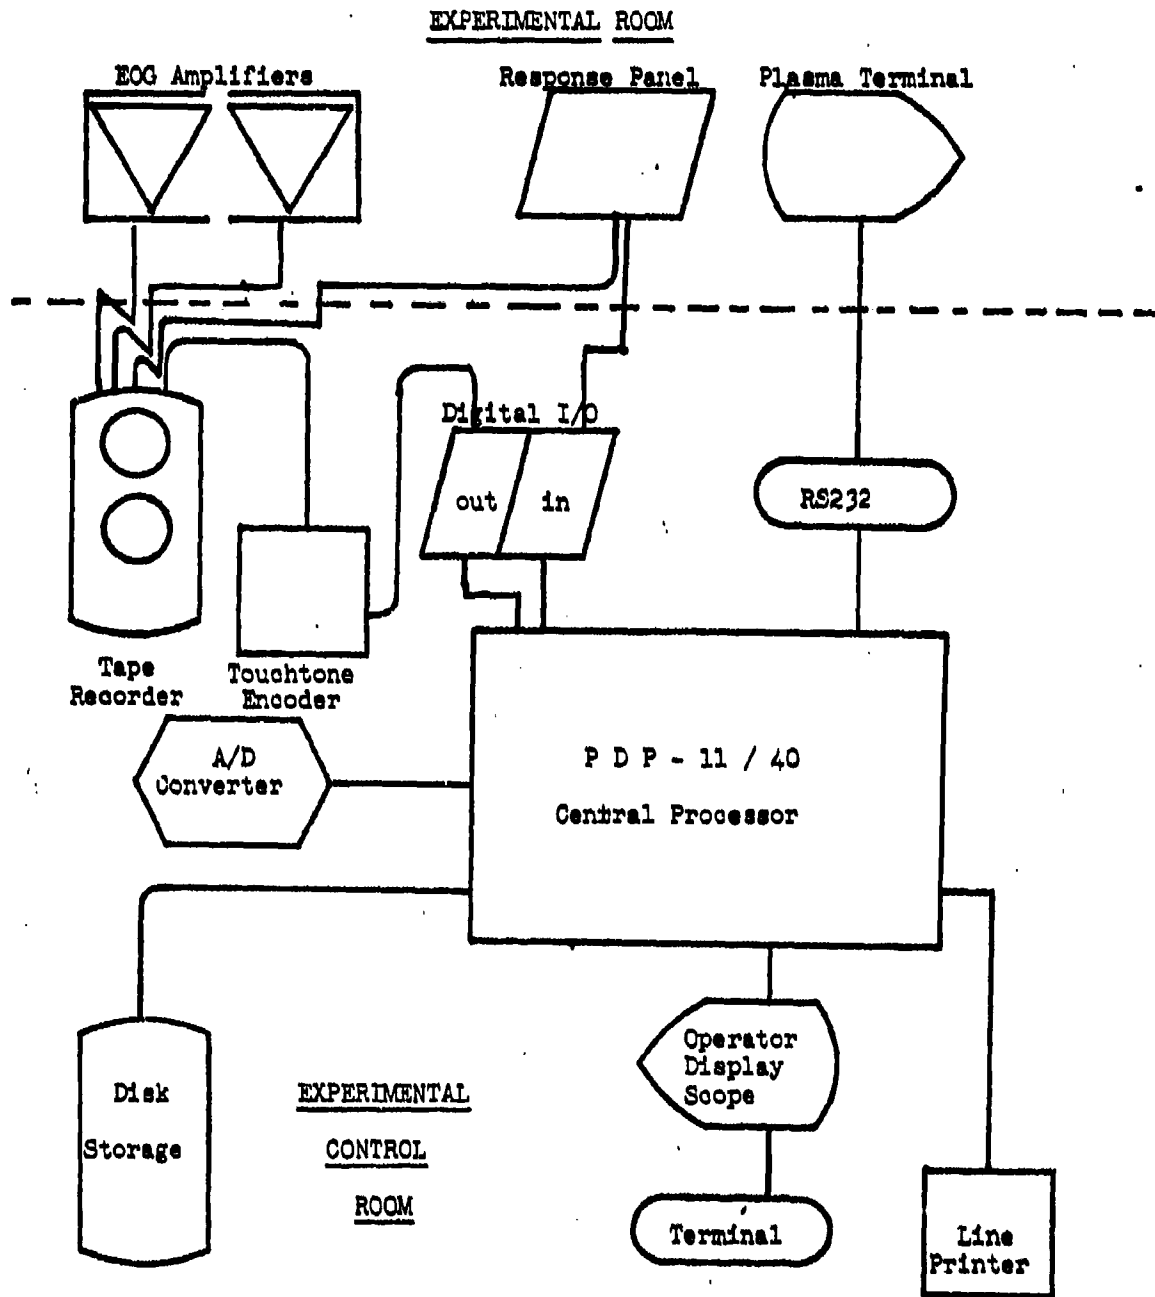 EXPERIMENTAL ROOM
EOG Amplifiers
Response Panel
Plasma Terminal
Digital I/O
out
in
RS232
Tape
Recorder
Touchtone
Encoder
A/D
Converter
P D P - 11 / 40
Central Processor
Operator
Display
Scope
Disk
Storage
EXPERIMENTAL
CONTROL
ROOM
Terminal
Line
Printer